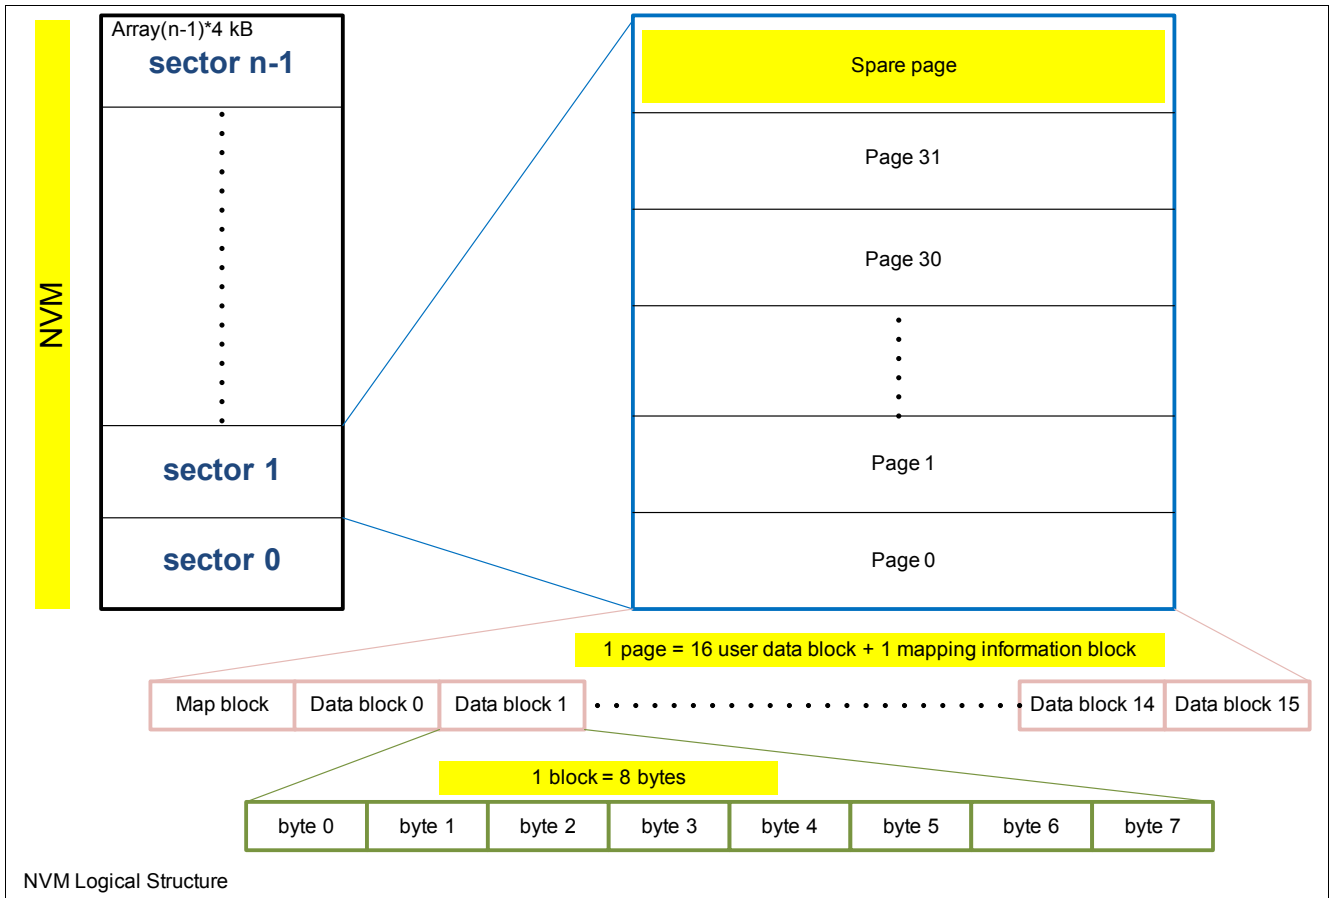 Array(n-1)*4 kB
sector n-1
NVM
sector 1
sector 0
Spare page
Page 31
Page 30
Page 1
Page 0
1 page = 16 user data block + 1 mapping information block
Map block Data block 0 Data block 1 Data block 14 Data block 15
1 block = 8 bytes
byte 0 byte 1 byte 2 byte 3 byte 4 byte 5 byte 6 byte 7
NVM Logical Structure